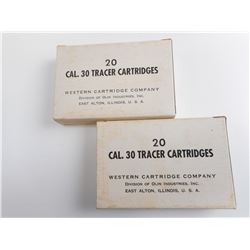 20
CAL. 30 TRACER CARTRIDGES
WESTERN CARTRIDGE COMPANY
DIVISION OF OLIN INDUSTRIES, INC.
EAST ALTON, ILLINOIS, U. S. A.
20
CAL. 30 TRACER CARTRIDGES
WESTERN CARTRIDGE COMPANY
DIVISION OF OLIN INDUSTRIES, INC.
EAST ALTON, ILLINOIS, U. S. A.